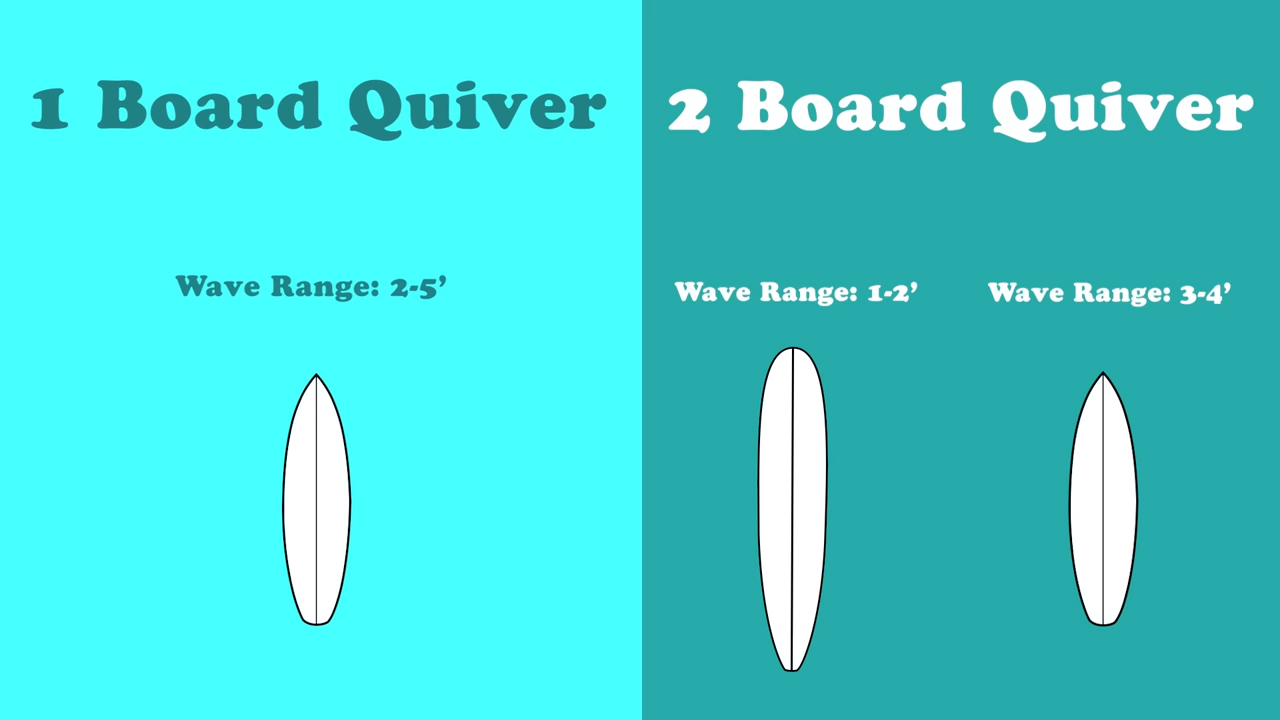 1 Board Quiver
Wave Range: 2-5’
2 Board Quiver
Wave Range: 1-2’
Wave Range: 3-4’